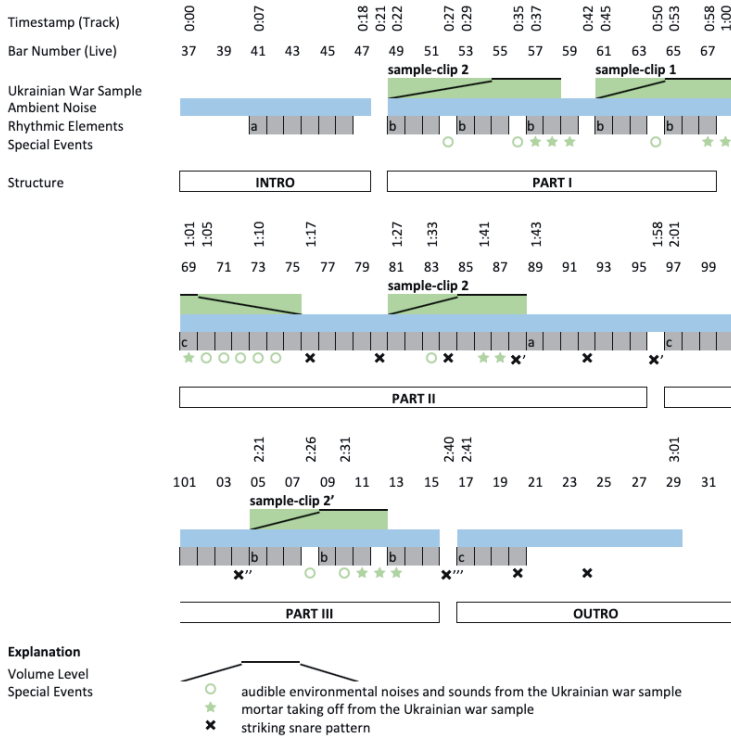 Timestamp (Track) 0:00 0:07 0:18 0:21 0:22 0:27 0:29 0:35 0:37 0:42 0:45 0:50 0:53 0:58 1:00
Bar Number (Live) 37 39 41 43 45 47 49 51 53 55 57 59 61 63 65 67
sample-clip 2 sample-clip 1
Ukrainian War Sample
Ambient Noise
Rhythmic Elements a b b b b b
Special Events
Structure INTRO PART I
1:01 1:05 1:10 1:17 1:27 1:33 1:41 1:43 1:58 2:01
69 71 73 75 77 79 81 83 85 87 89 91 93 95 97 99
sample-clip 2
c a c
' '
PART II
2:21 2:26 2:31 2:40 2:41 3:01
101 03 05 07 09 11 13 15 17 19 21 23 25 27 29 31
sample-clip 2'
b b b c
'' '''
PART III OUTRO
Explanation
Volume Level
Special Events audible environmental noises and sounds from the Ukrainian war sample
mortar taking off from the Ukrainian war sample
striking snare pattern